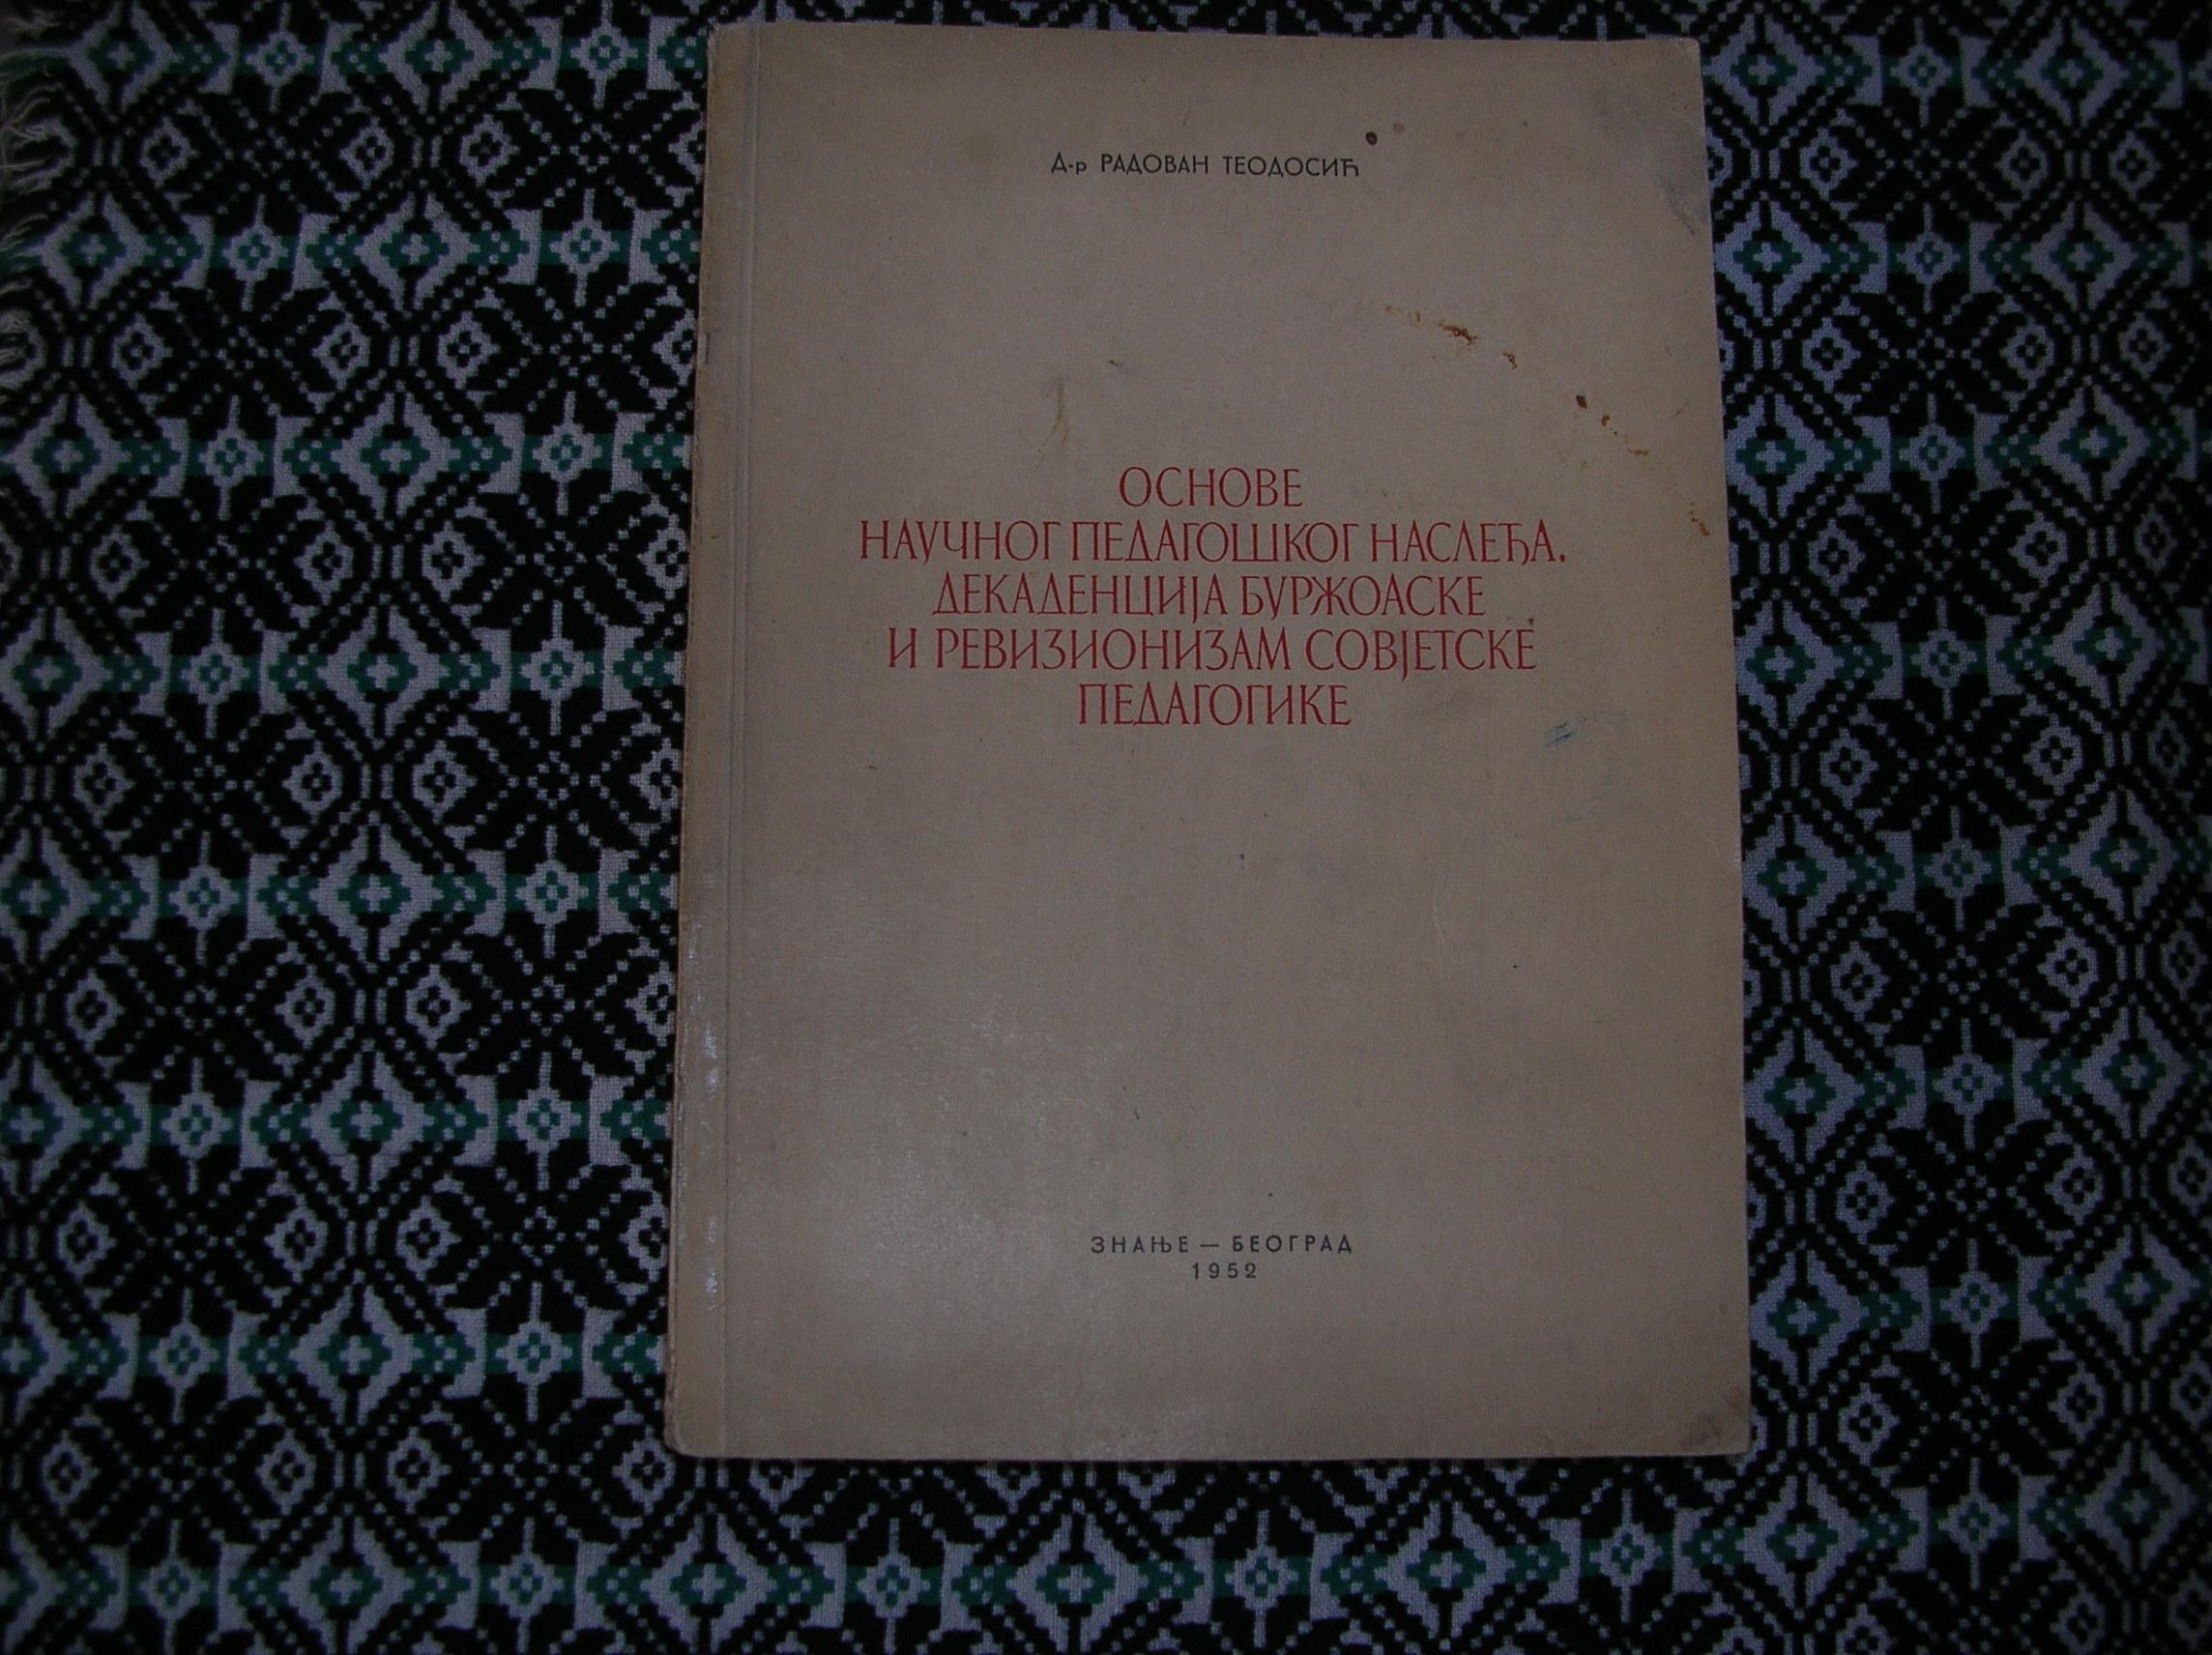 Д-р РАДОВАН ТЕОДОСИЋ
ОСНОВЕ
НАУЧНОГ ПЕДАГОШКОГ НАСЛЕЂА.
ДЕКАДЕНЦИЈА БУРЖОАСКЕ
И РЕВИЗИОНИЗАМ СОВЈЕТСКЕ
ПЕДАГОГИКЕ
ЗНАЊЕ — БЕОГРАД
1952